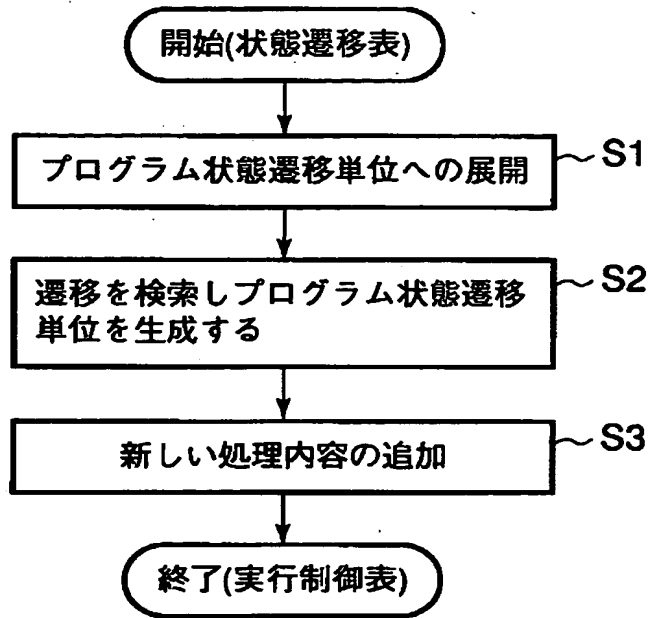 開始(状態遷移表)
プログラム状態遷移単位への展開
S1
遷移を検索しプログラム状態遷移
単位を生成する
S2
新しい処理内容の追加
S3
終了(実行制御表)